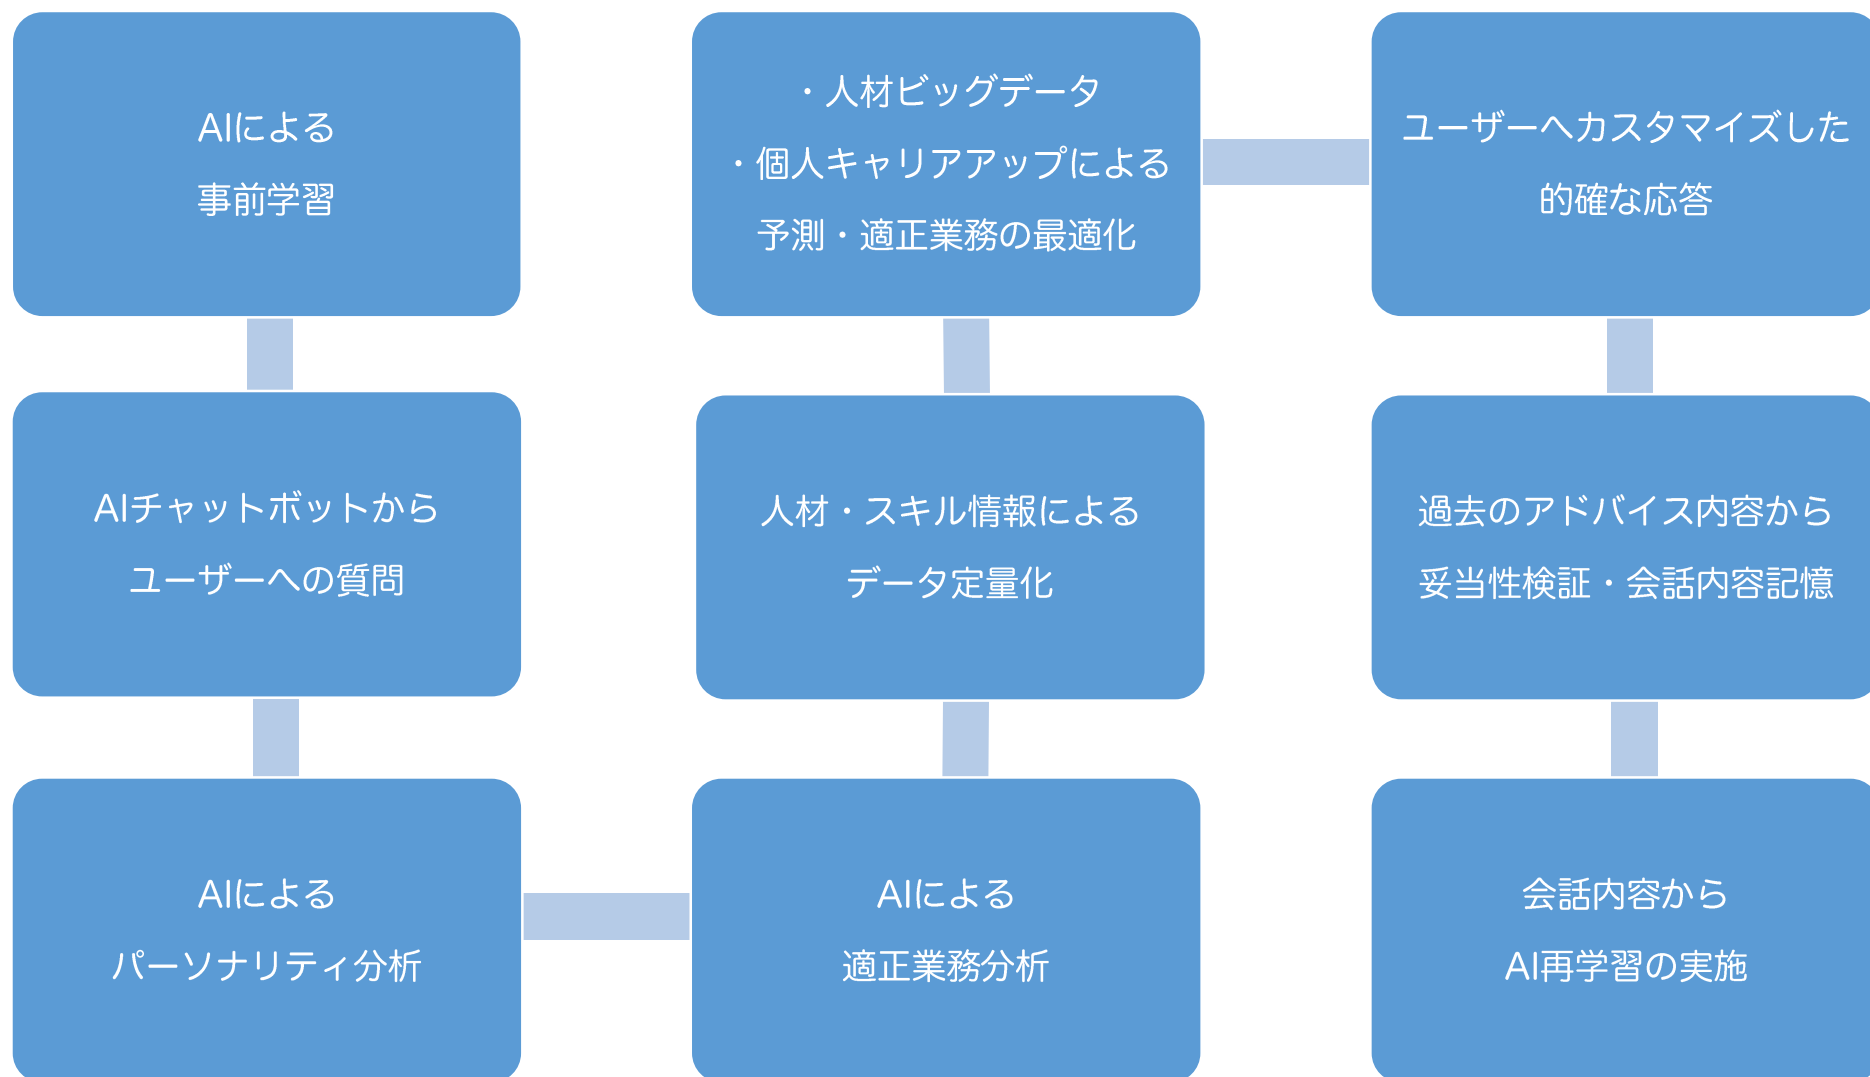 AIによる
事前学習
AIチャットボットから
ユーザーへの質問
AIによる
パーソナリティ分析
AIによる
適正業務分析
人材・スキル情報による
データ定量化
・人材ビッグデータ
・個人キャリアアップによる
予測・適正業務の最適化
ユーザーへカスタマイズした
的確な応答
過去のアドバイス内容から
妥当性検証・会話内容記憶
会話内容から
AI再学習の実施